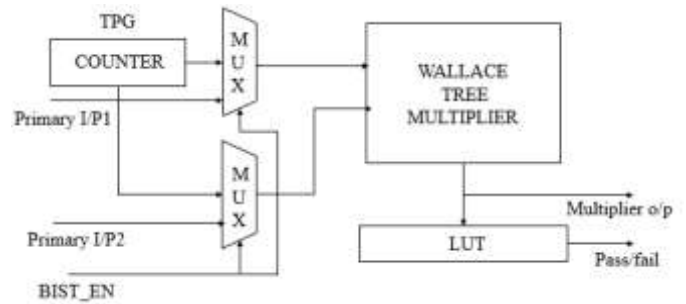 TPG
COUNTER
M
U
X
Primary I/P1
WALLACE
TREE
MULTIPLIER
M
U
X
Primary I/P2
Multiplier o/p
LUT
Pass/fail
BIST_EN